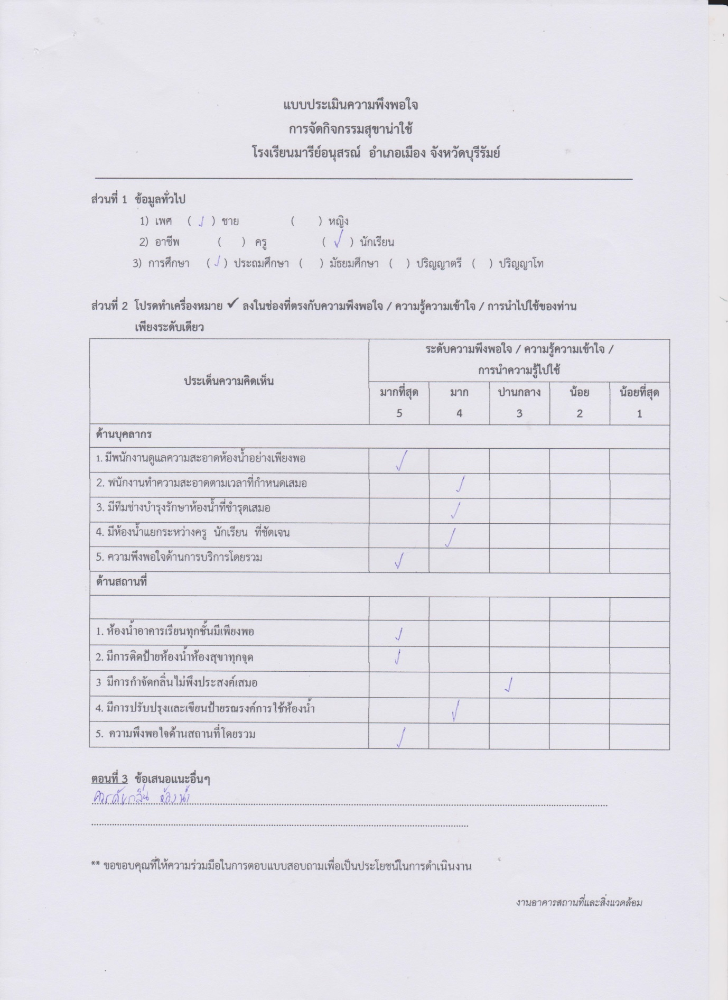 แบบประเมินความพึงพอใจ
การจัดกิจกรรมสุขาน่าใช้
โรงเรียนมารีย์อนุสรณ์ อำเภอเมือง จังหวัดบุรีรัมย์
ส่วนที่ 1 ข้อมูลทั่วไป
1) เพศ ( ✓ ) ชาย ( ) หญิง
2) อาชีพ ( ) ครู ( ✓ ) นักเรียน
3) การศึกษา ( ✓ ) ประถมศึกษา ( ) มัธยมศึกษา ( ) ปริญญาตรี ( ) ปริญญาโท
ส่วนที่ 2 โปรดทำเครื่องหมาย ✓ ลงในช่องที่ตรงกับความพึงพอใจ / ความรู้ความเข้าใจ / การนำไปใช้ของท่าน
เพียงระดับเดียว
ประเด็นความคิดเห็น
ระดับความพึงพอใจ / ความรู้ความเข้าใจ /
การนำความรู้ไปใช้
มากที่สุด มาก ปานกลาง น้อย น้อยที่สุด
5 4 3 2 1
ด้านบุคลากร
1. มีพนักงานดูแลความสะอาดห้องน้ำอย่างเพียงพอ ✓
2. พนักงานทำความสะอาดตามเวลาที่กำหนดเสมอ ✓
3. มีทีมช่างบำรุงรักษาห้องน้ำที่ชำรุดเสมอ ✓
4. มีห้องน้ำแยกระหว่างครู นักเรียน ที่ชัดเจน ✓
5. ความพึงพอใจด้านการบริการโดยรวม ✓
ด้านสถานที่
1. ห้องน้ำอาคารเรียนทุกชั้นมีเพียงพอ ✓
2. มีการติดป้ายห้องน้ำห้องสุขาทุกจุด ✓
3 มีการกำจัดกลิ่นไม่พึงประสงค์เสมอ ✓
4. มีการปรับปรุงและเขียนป้ายรณรงค์การใช้ห้องน้ำ ✓
5. ความพึงพอใจด้านสถานที่โดยรวม ✓
ตอนที่ 3 ข้อเสนอแนะอื่นๆ
ควรดับกลิ่น ห้องน้ำ
** ขอขอบคุณที่ให้ความร่วมมือในการตอบแบบสอบถามเพื่อเป็นประโยชน์ในการดำเนินงาน
งานอาคารสถานที่และสิ่งแวดล้อม